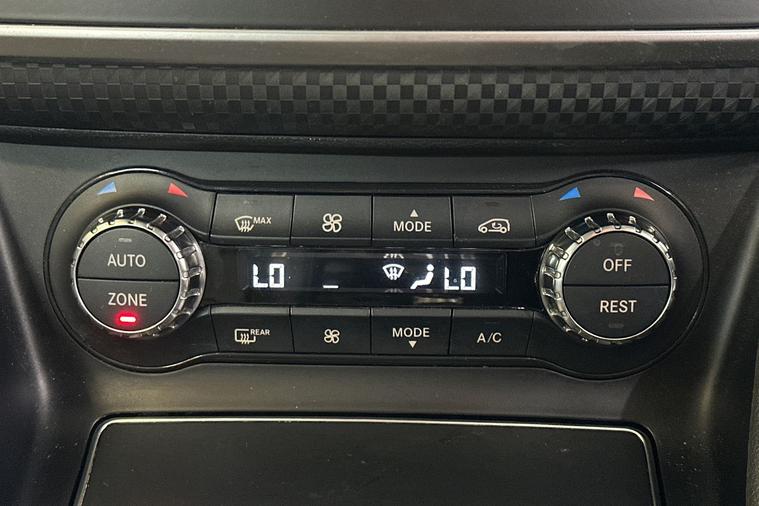 MAX
MODE
AUTO
ZONE
LO
LO
OFF
REST
REAR
MODE
A/C